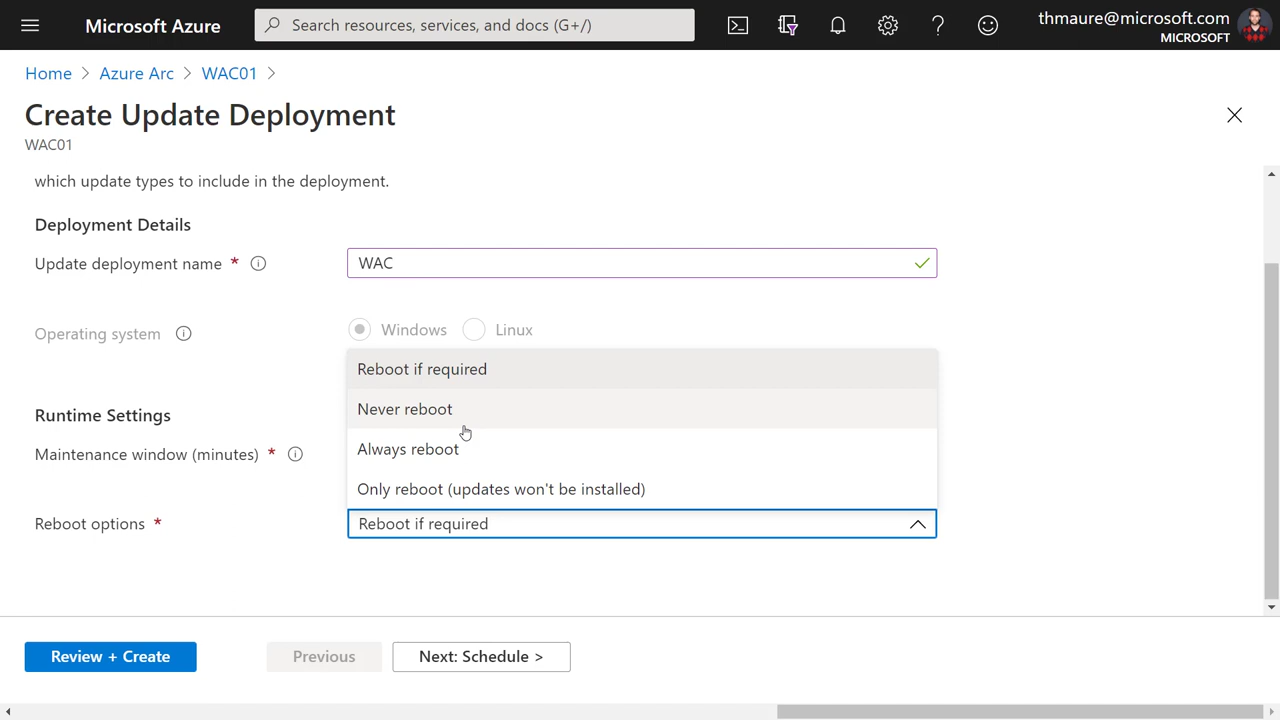 Microsoft Azure
Search resources, services, and docs (G+/)
thmaure@microsoft.com
MICROSOFT
Home > Azure Arc > WAC01 >
Create Update Deployment
WAC01
which update types to include in the deployment.
Deployment Details
Update deployment name *
WAC
Operating system
Windows
Linux
Reboot if required
Never reboot
Always reboot
Only reboot (updates won't be installed)
Runtime Settings
Maintenance window (minutes) *
Reboot options *
Reboot if required
Review + Create
Previous
Next: Schedule >